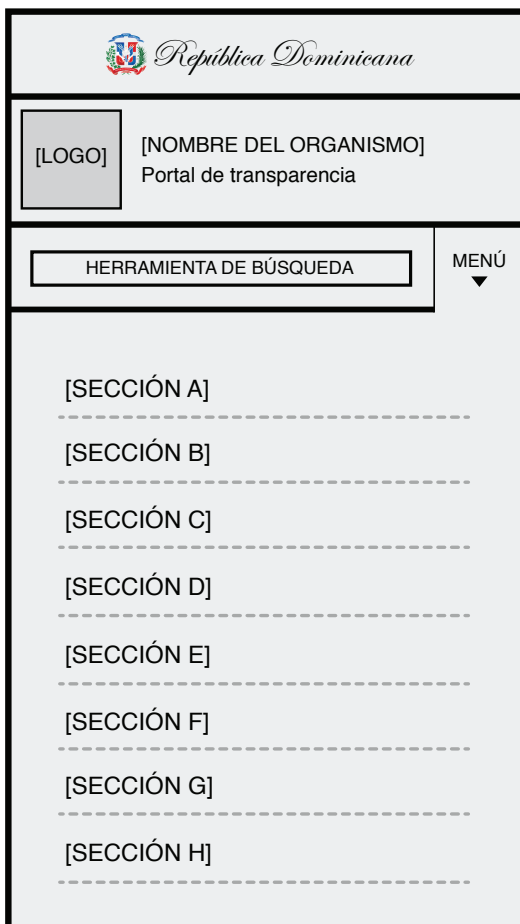 República Dominicana
[LOGO]
[NOMBRE DEL ORGANISMO]
Portal de transparencia
HERRAMIENTA DE BÚSQUEDA
MENÚ
[SECCIÓN A]
[SECCIÓN B]
[SECCIÓN C]
[SECCIÓN D]
[SECCIÓN E]
[SECCIÓN F]
[SECCIÓN G]
[SECCIÓN H]